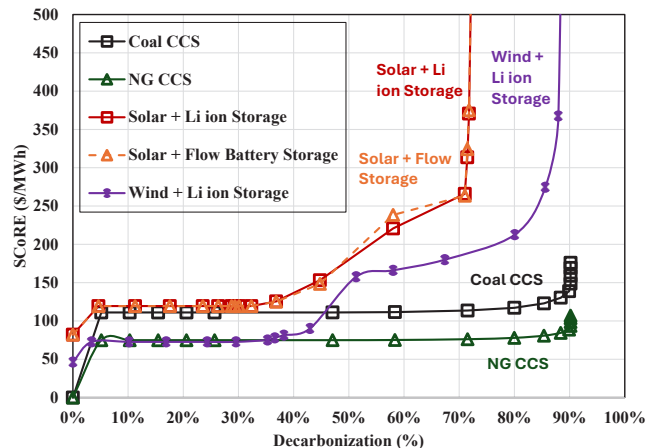 500
450
400
350
300
250
200
150
100
50
0
SCoRE ($/MWh)
Coal CCS
NG CCS
Solar + Li ion Storage
Solar + Flow Battery Storage
Wind + Li ion Storage
Solar + Li
ion Storage
Wind +
Li ion
Storage
Solar + Flow
Storage
Coal CCS
NG CCS
0% 10% 20% 30% 40% 50% 60% 70% 80% 90% 100%
Decarbonization (%)